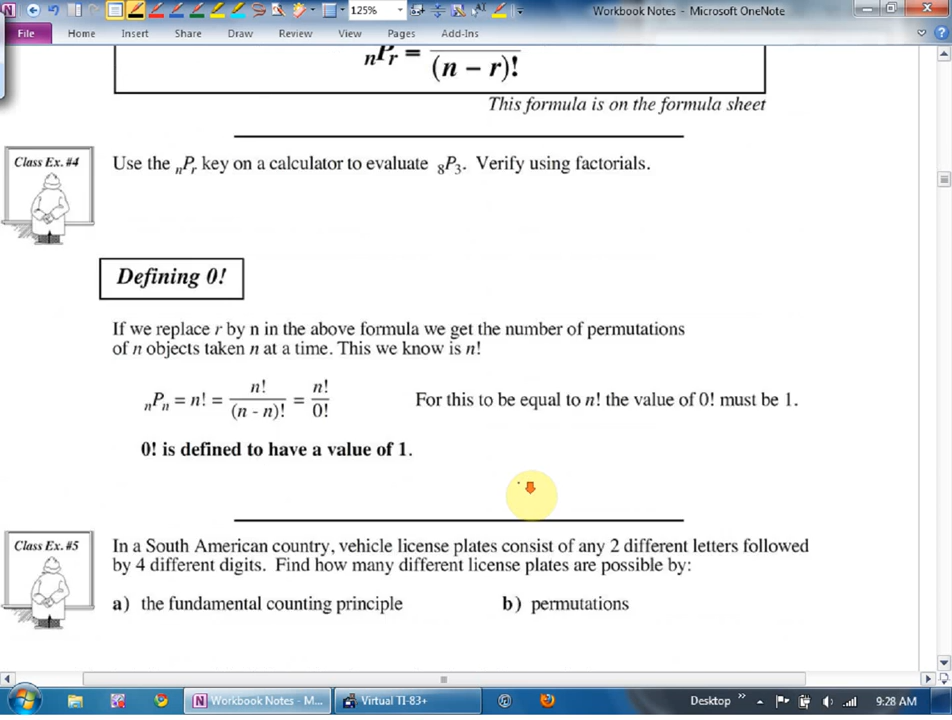 125%
Workbook Notes - Microsoft OneNote
File Home Insert Share Draw Review View Pages Add-Ins
nPr = (n − r)!
This formula is on the formula sheet
Class Ex. #4
Use the nPr key on a calculator to evaluate 8P3. Verify using factorials.
Defining 0!
If we replace r by n in the above formula we get the number of permutations
of n objects taken n at a time. This we know is n!
nPn = n! = n!/(n - n)! = n!/0!
For this to be equal to n! the value of 0! must be 1.
0! is defined to have a value of 1.
Class Ex. #5
In a South American country, vehicle license plates consist of any 2 different letters followed
by 4 different digits. Find how many different license plates are possible by:
a) the fundamental counting principle
b) permutations
Workbook Notes - M...
Virtual TI-83+
Desktop
9:28 AM